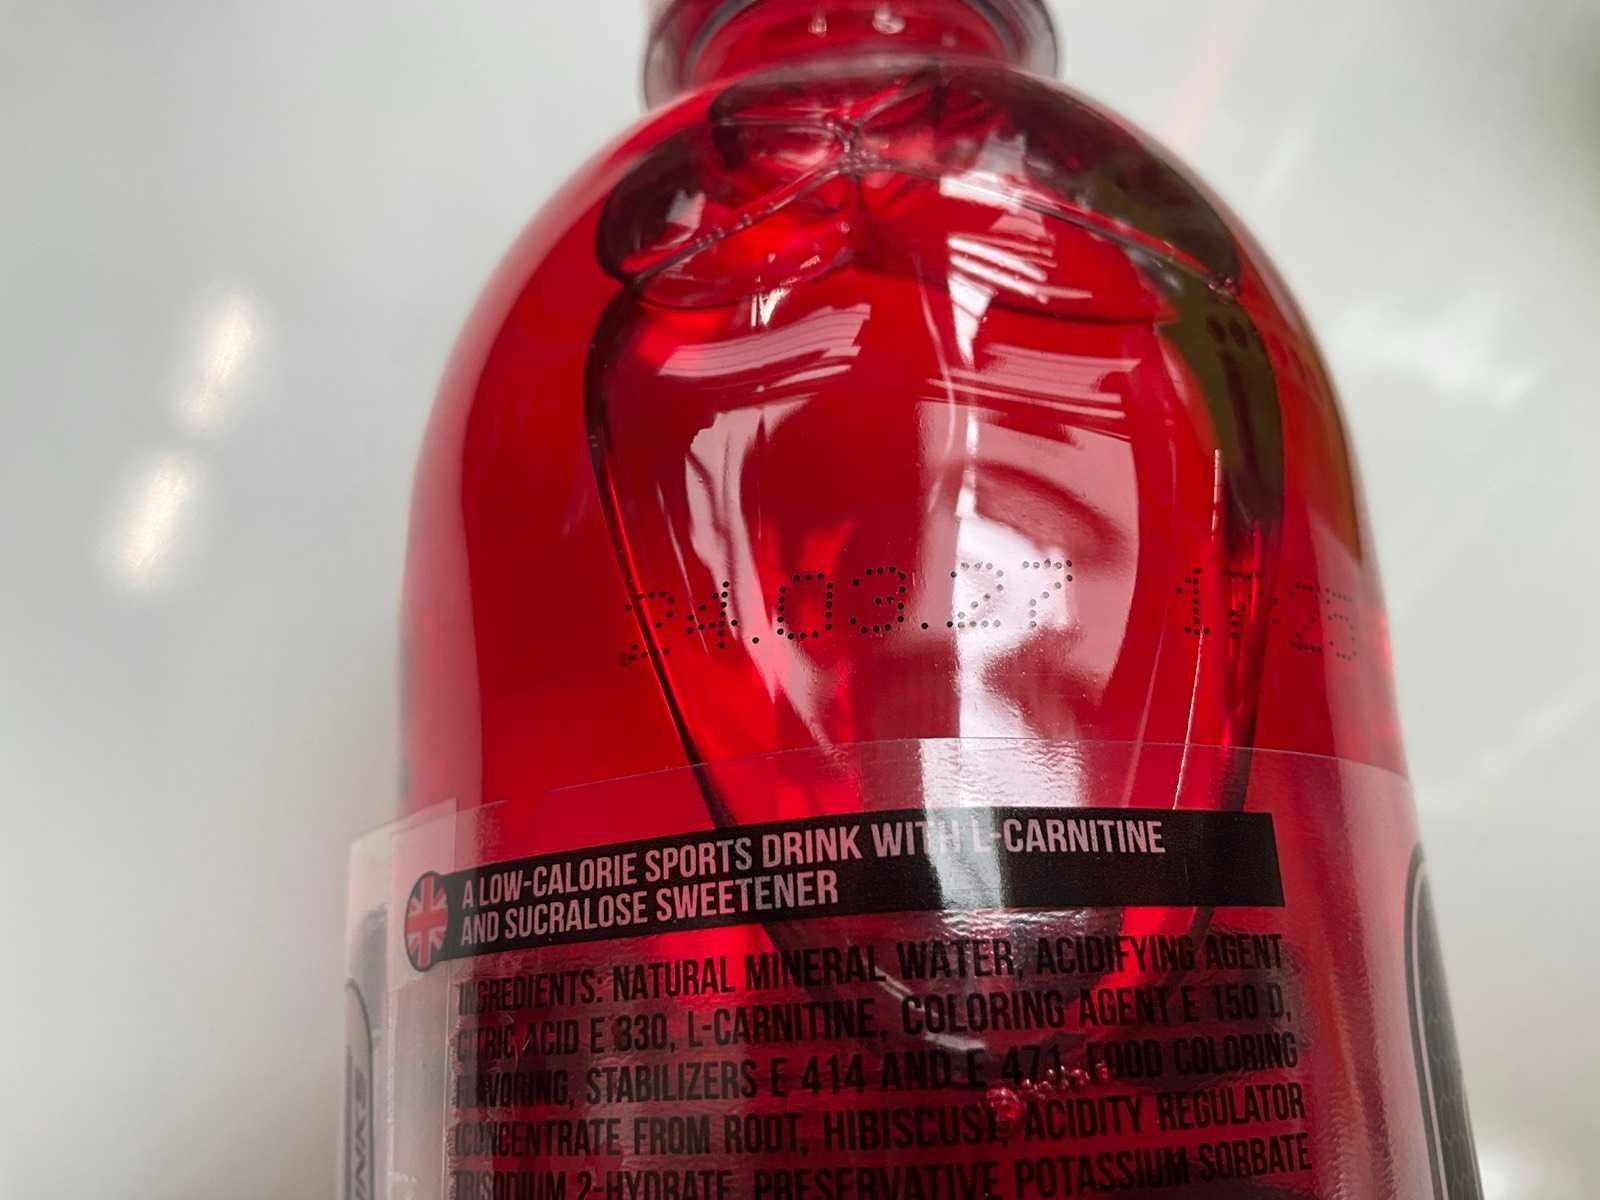 24.03.27 17:25
A LOW-CALORIE SPORTS DRINK WITH L-CARNITINE
AND SUCRALOSE SWEETENER
INGREDIENTS: NATURAL MINERAL WATER, ACIDIFYING AGENT
CITRIC ACID E 330, L-CARNITINE, COLORING AGENT E 150 D,
FLAVORING, STABILIZERS E 414 AND E 471, FOOD COLORING
(CONCENTRATE FROM ROOT, HIBISCUS), ACIDITY REGULATOR
TRISODIUM 2-HYDRATE, PRESERVATIVE POTASSIUM SORBATE